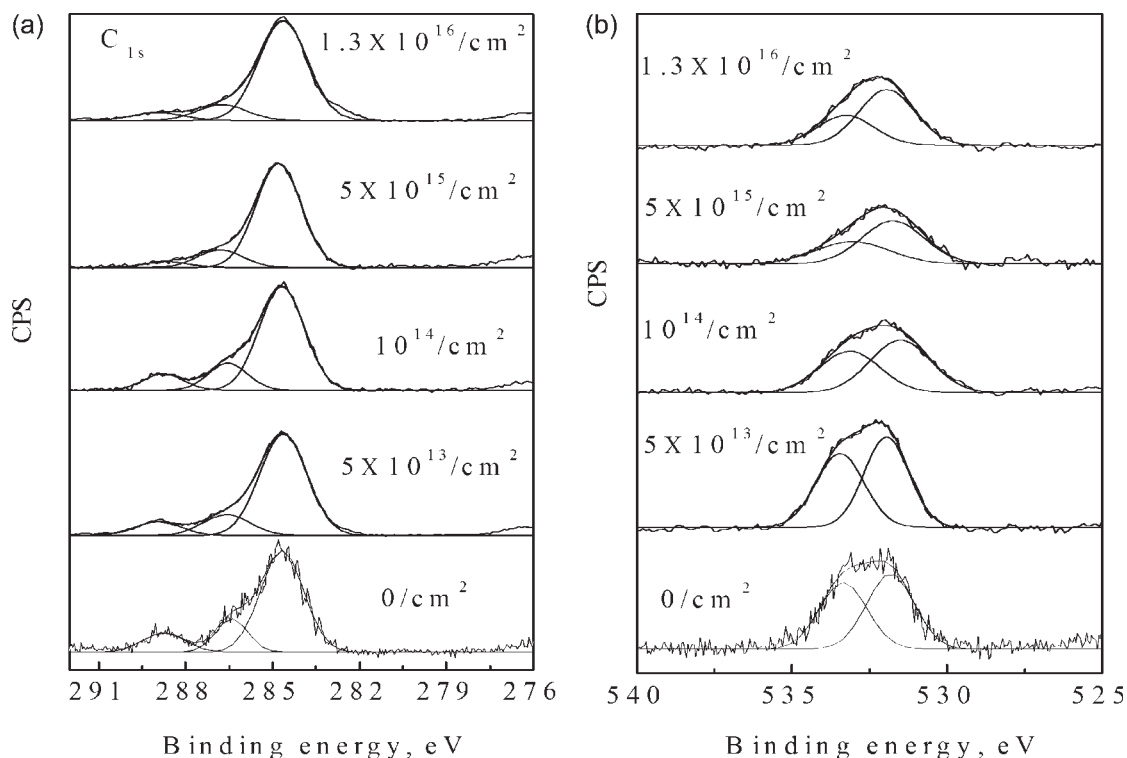 (a)
C 1s
1.3 X 10^16/cm^2
5 X 10^15/cm^2
10^14/cm^2
5 X 10^13/cm^2
0/cm^2
CPS
291 288 285 282 279 276
Binding energy, eV
(b)
1.3 X 10^16/cm^2
5 X 10^15/cm^2
10^14/cm^2
5 X 10^13/cm^2
0/cm^2
CPS
540 535 530 525
Binding energy, eV